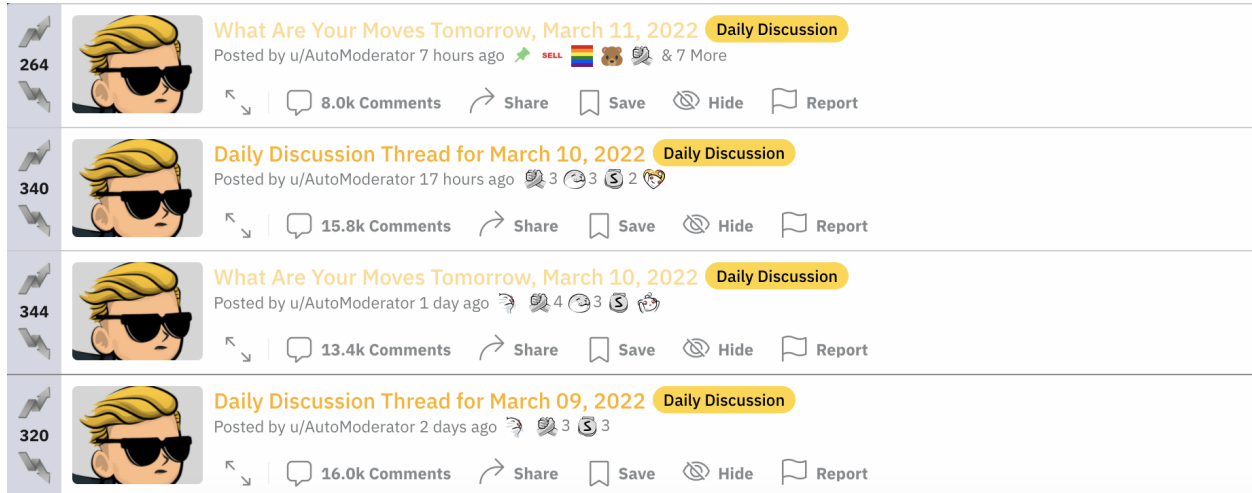 What Are Your Moves Tomorrow, March 11, 2022 Daily Discussion
Posted by u/AutoModerator 7 hours ago SELL & 7 More
264
8.0k Comments Share Save Hide Report
Daily Discussion Thread for March 10, 2022 Daily Discussion
Posted by u/AutoModerator 17 hours ago 3 3 S 2
340
15.8k Comments Share Save Hide Report
What Are Your Moves Tomorrow, March 10, 2022 Daily Discussion
Posted by u/AutoModerator 1 day ago 4 3 S
344
13.4k Comments Share Save Hide Report
Daily Discussion Thread for March 09, 2022 Daily Discussion
Posted by u/AutoModerator 2 days ago 3 S 3
320
16.0k Comments Share Save Hide Report